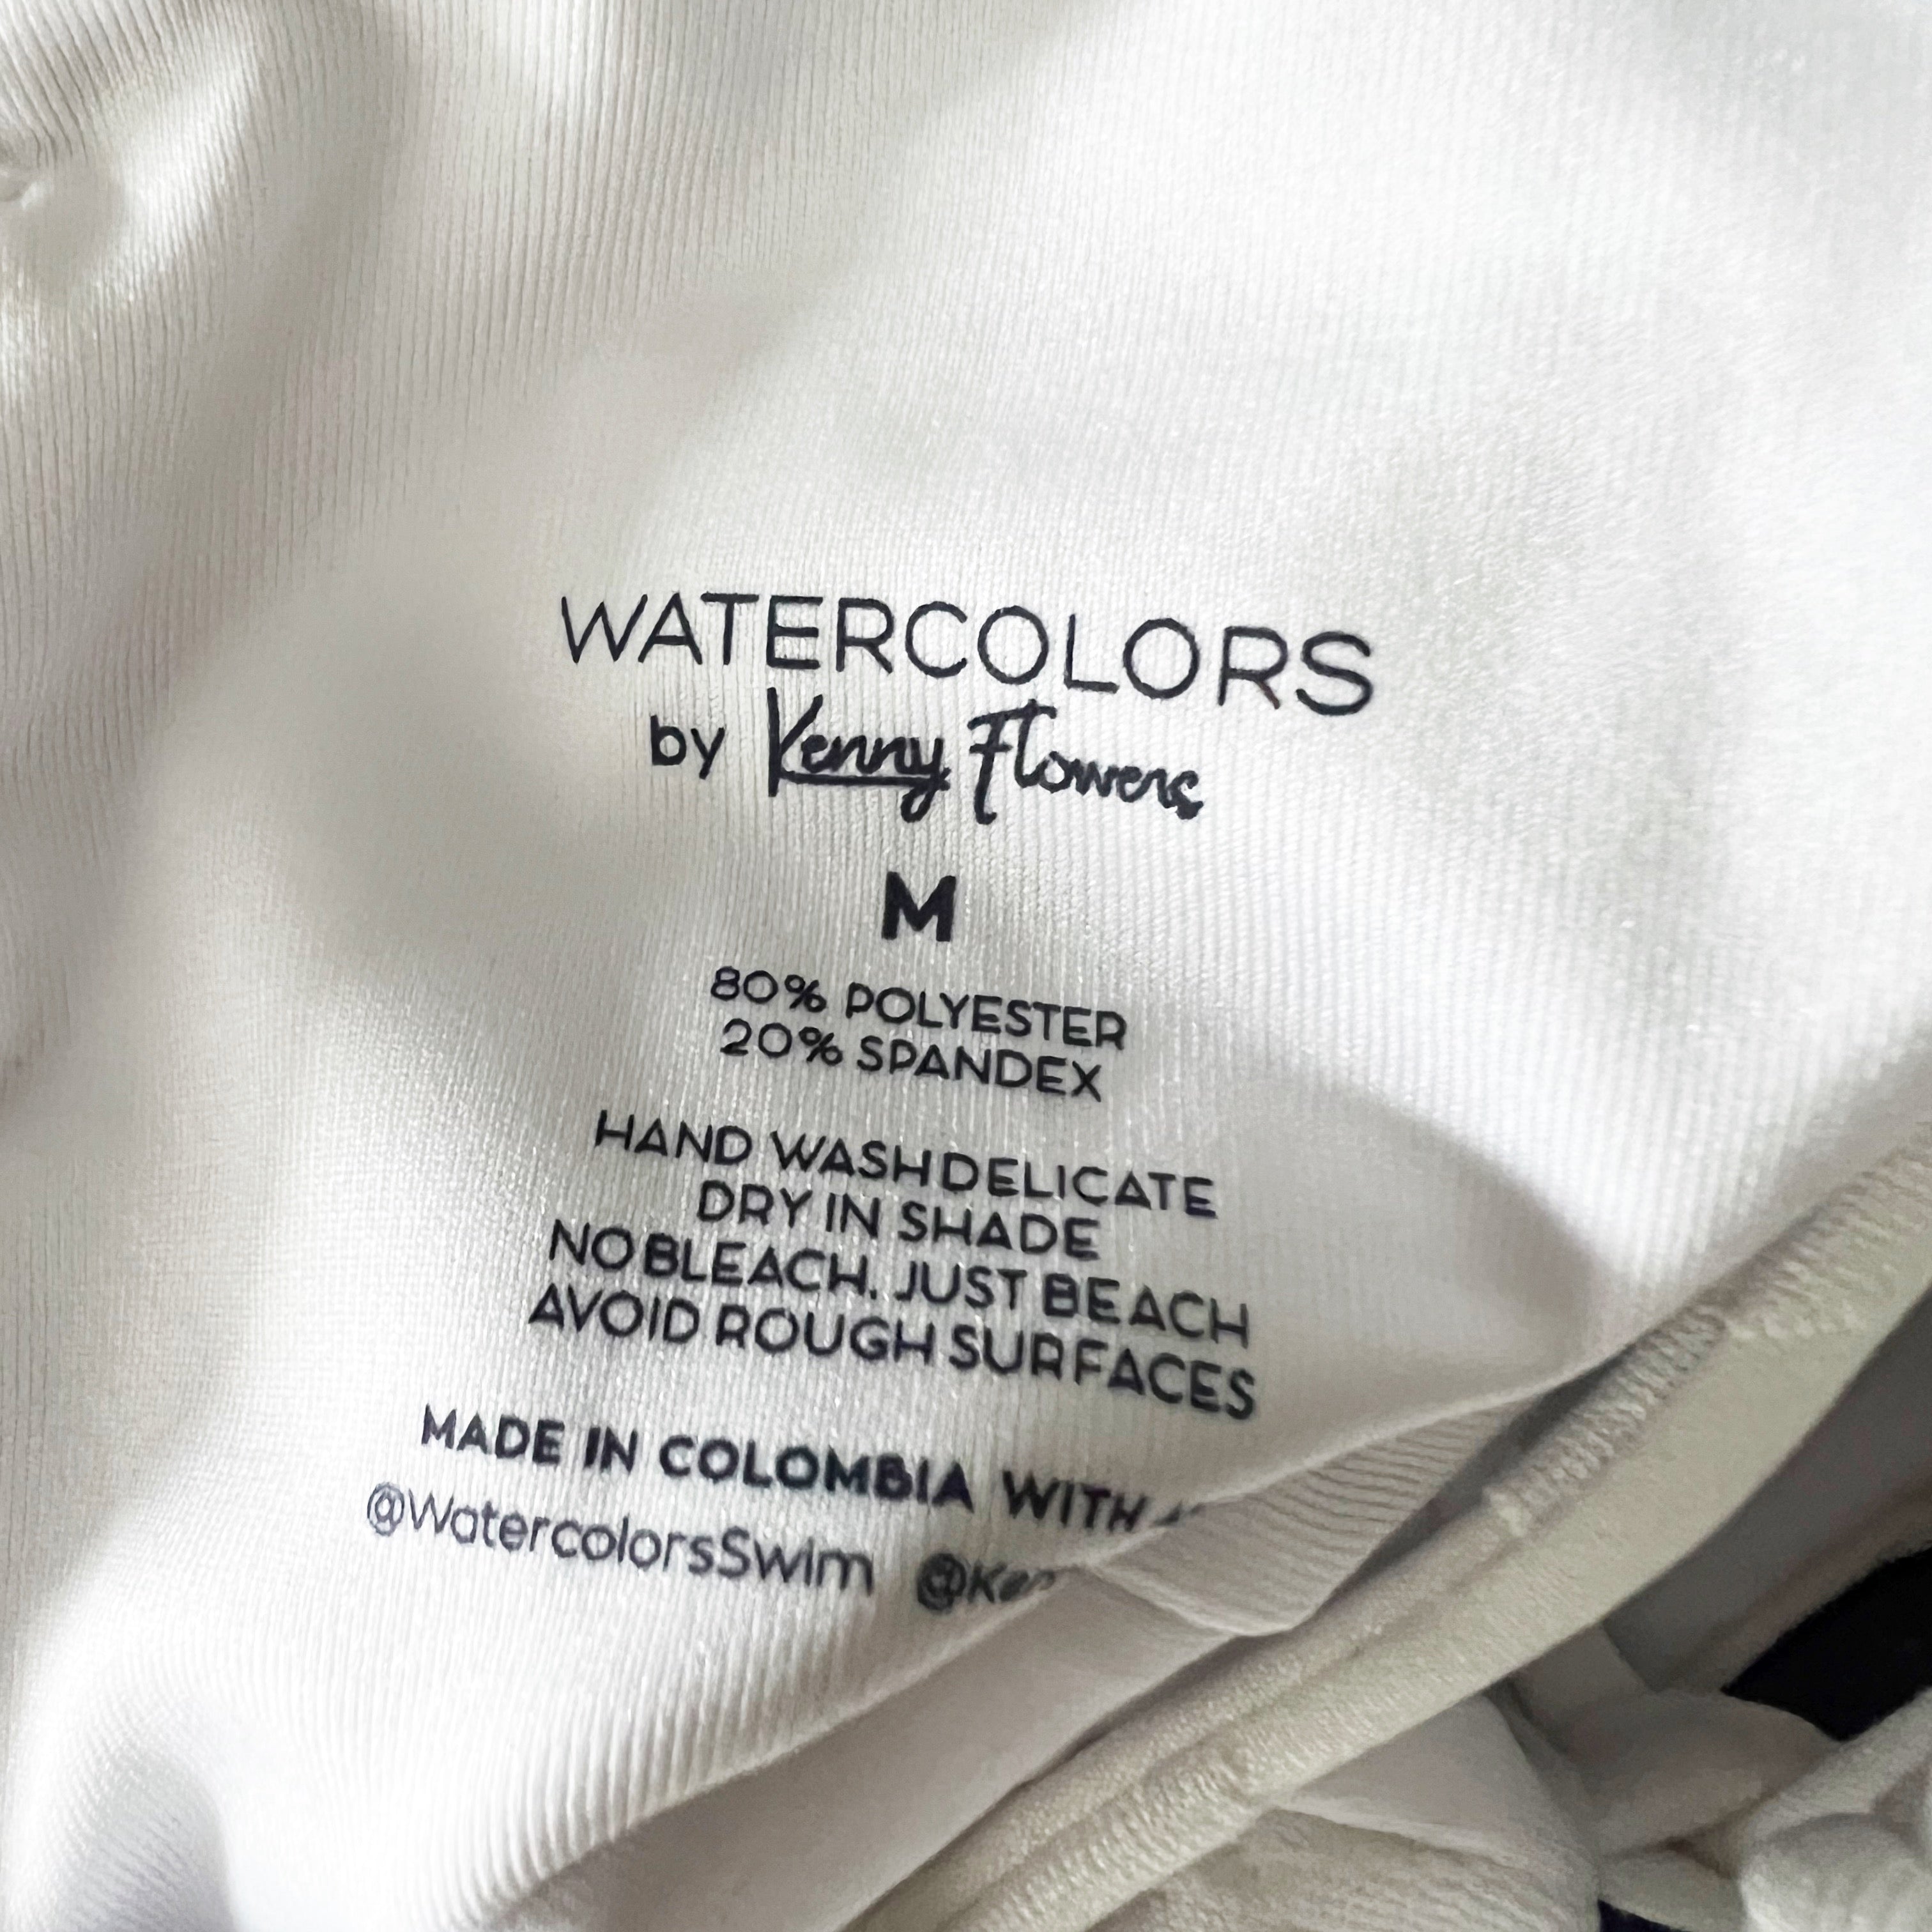 WATERCOLORS
by Kenny Flowers
M
80% POLYESTER
20% SPANDEX
HAND WASH DELICATE
DRY IN SHADE
NO BLEACH. JUST BEACH
AVOID ROUGH SURFACES
MADE IN COLOMBIA WITH
@WatercolorsSwim